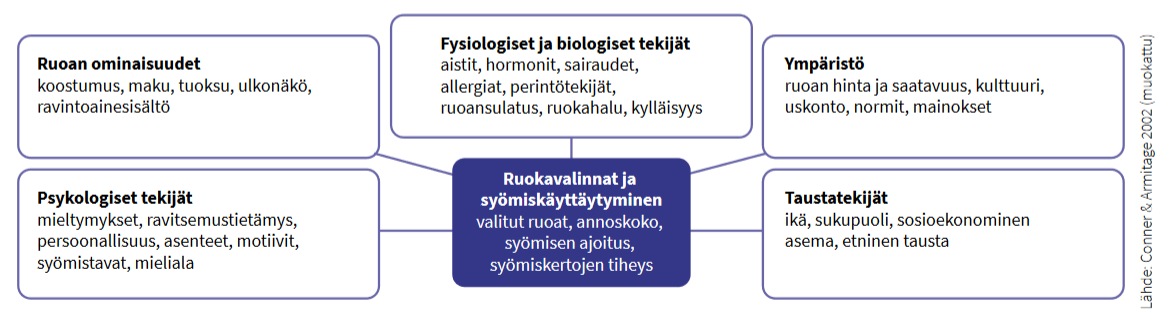 Ruoan ominaisuudet
koostumus, maku, tuoksu, ulkonäkö,
ravintoainesisältö
Fysiologiset ja biologiset tekijät
aistit, hormonit, sairaudet,
allergiat, perintötekijät,
ruoansulatus, ruokahalu, kylläisyys
Ympäristö
ruoan hinta ja saatavuus, kulttuuri,
uskonto, normit, mainokset
Psykologiset tekijät
mieltymykset, ravitsemustietämys,
persoonallisuus, asenteet, motiivit,
syömistavat, mieliala
Ruokavalinnat ja
syömiskäyttäytyminen
valitut ruoat, annoskoko,
syömisen ajoitus,
syömiskertojen tiheys
Taustatekijät
ikä, sukupuoli, sosioekonominen
asema, etninen tausta
Lähde: Conner & Armitage 2002 (muokattu)